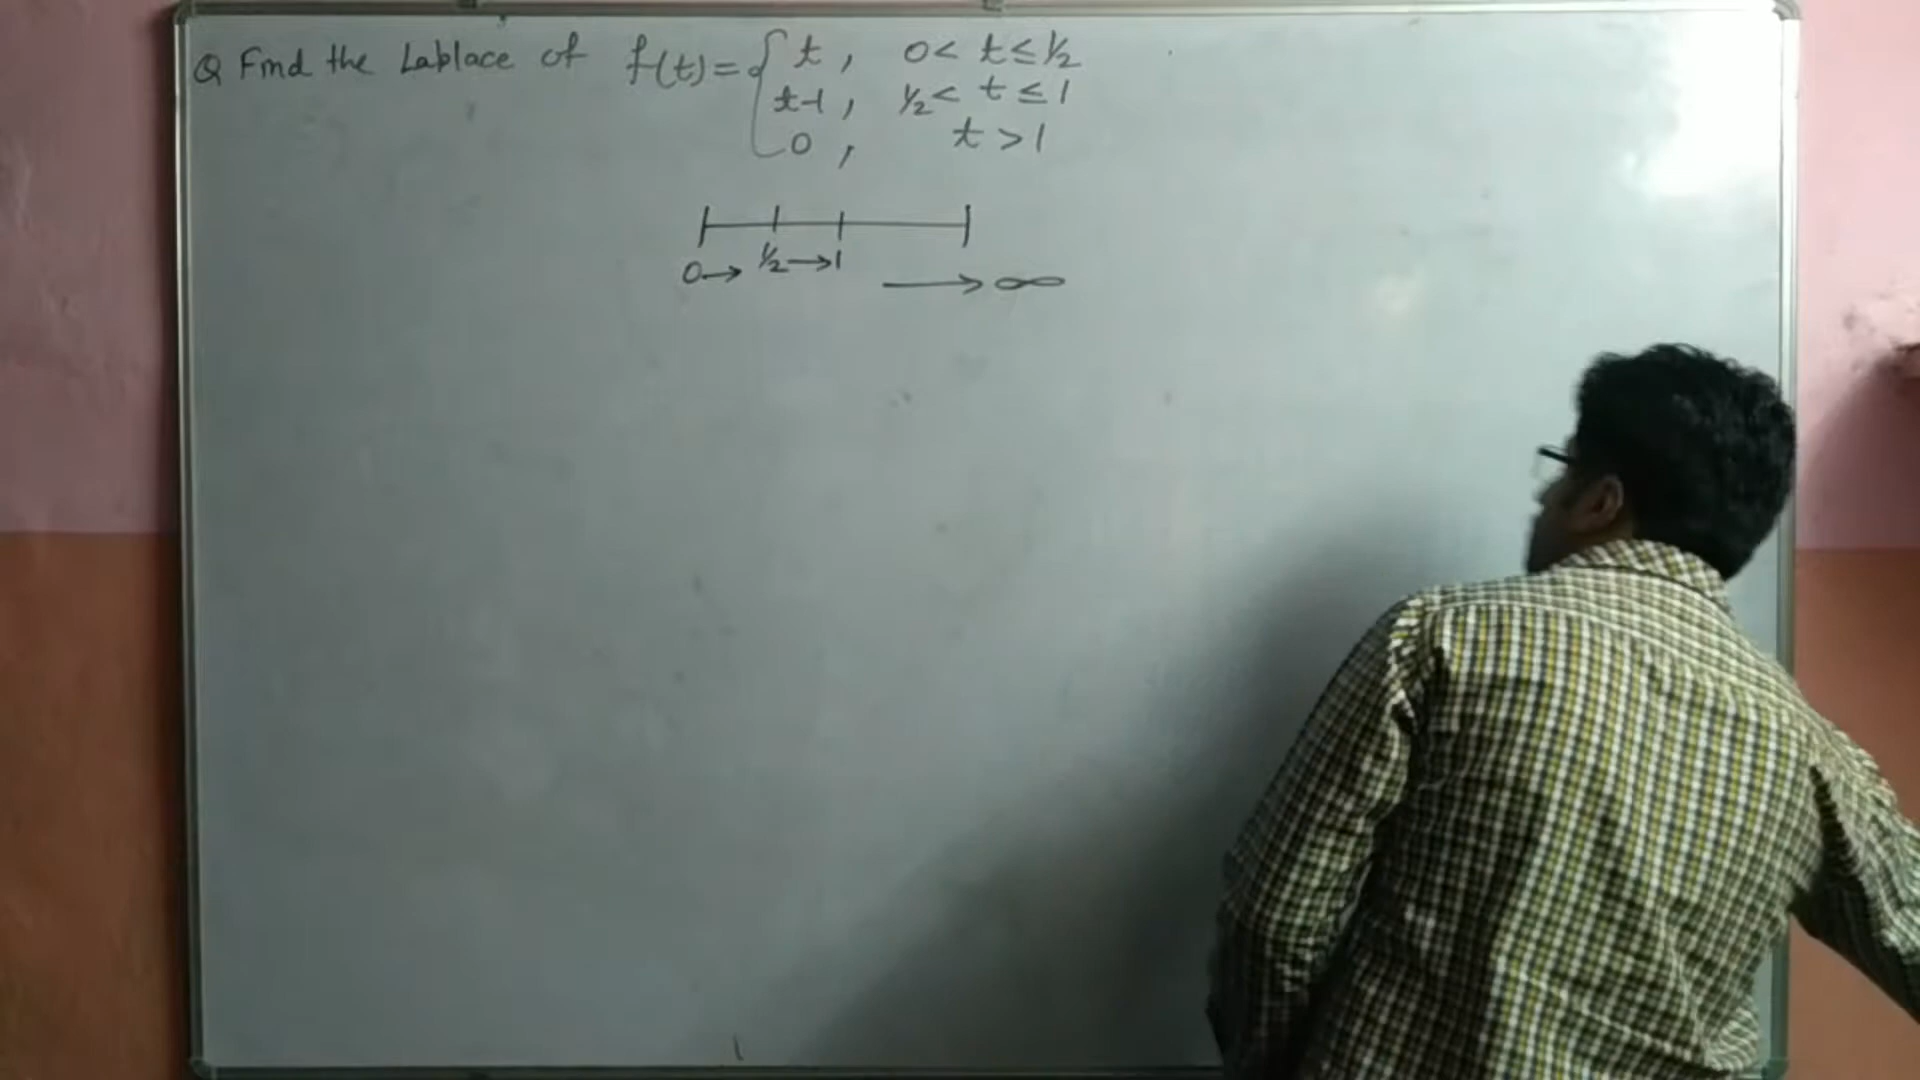 Q Find the Lablace of f(t)= { t , 0 < t ≤ 1/2
t-1 , 1/2 < t ≤ 1
0 , t > 1
0 → 1/2 → 1 → ∞